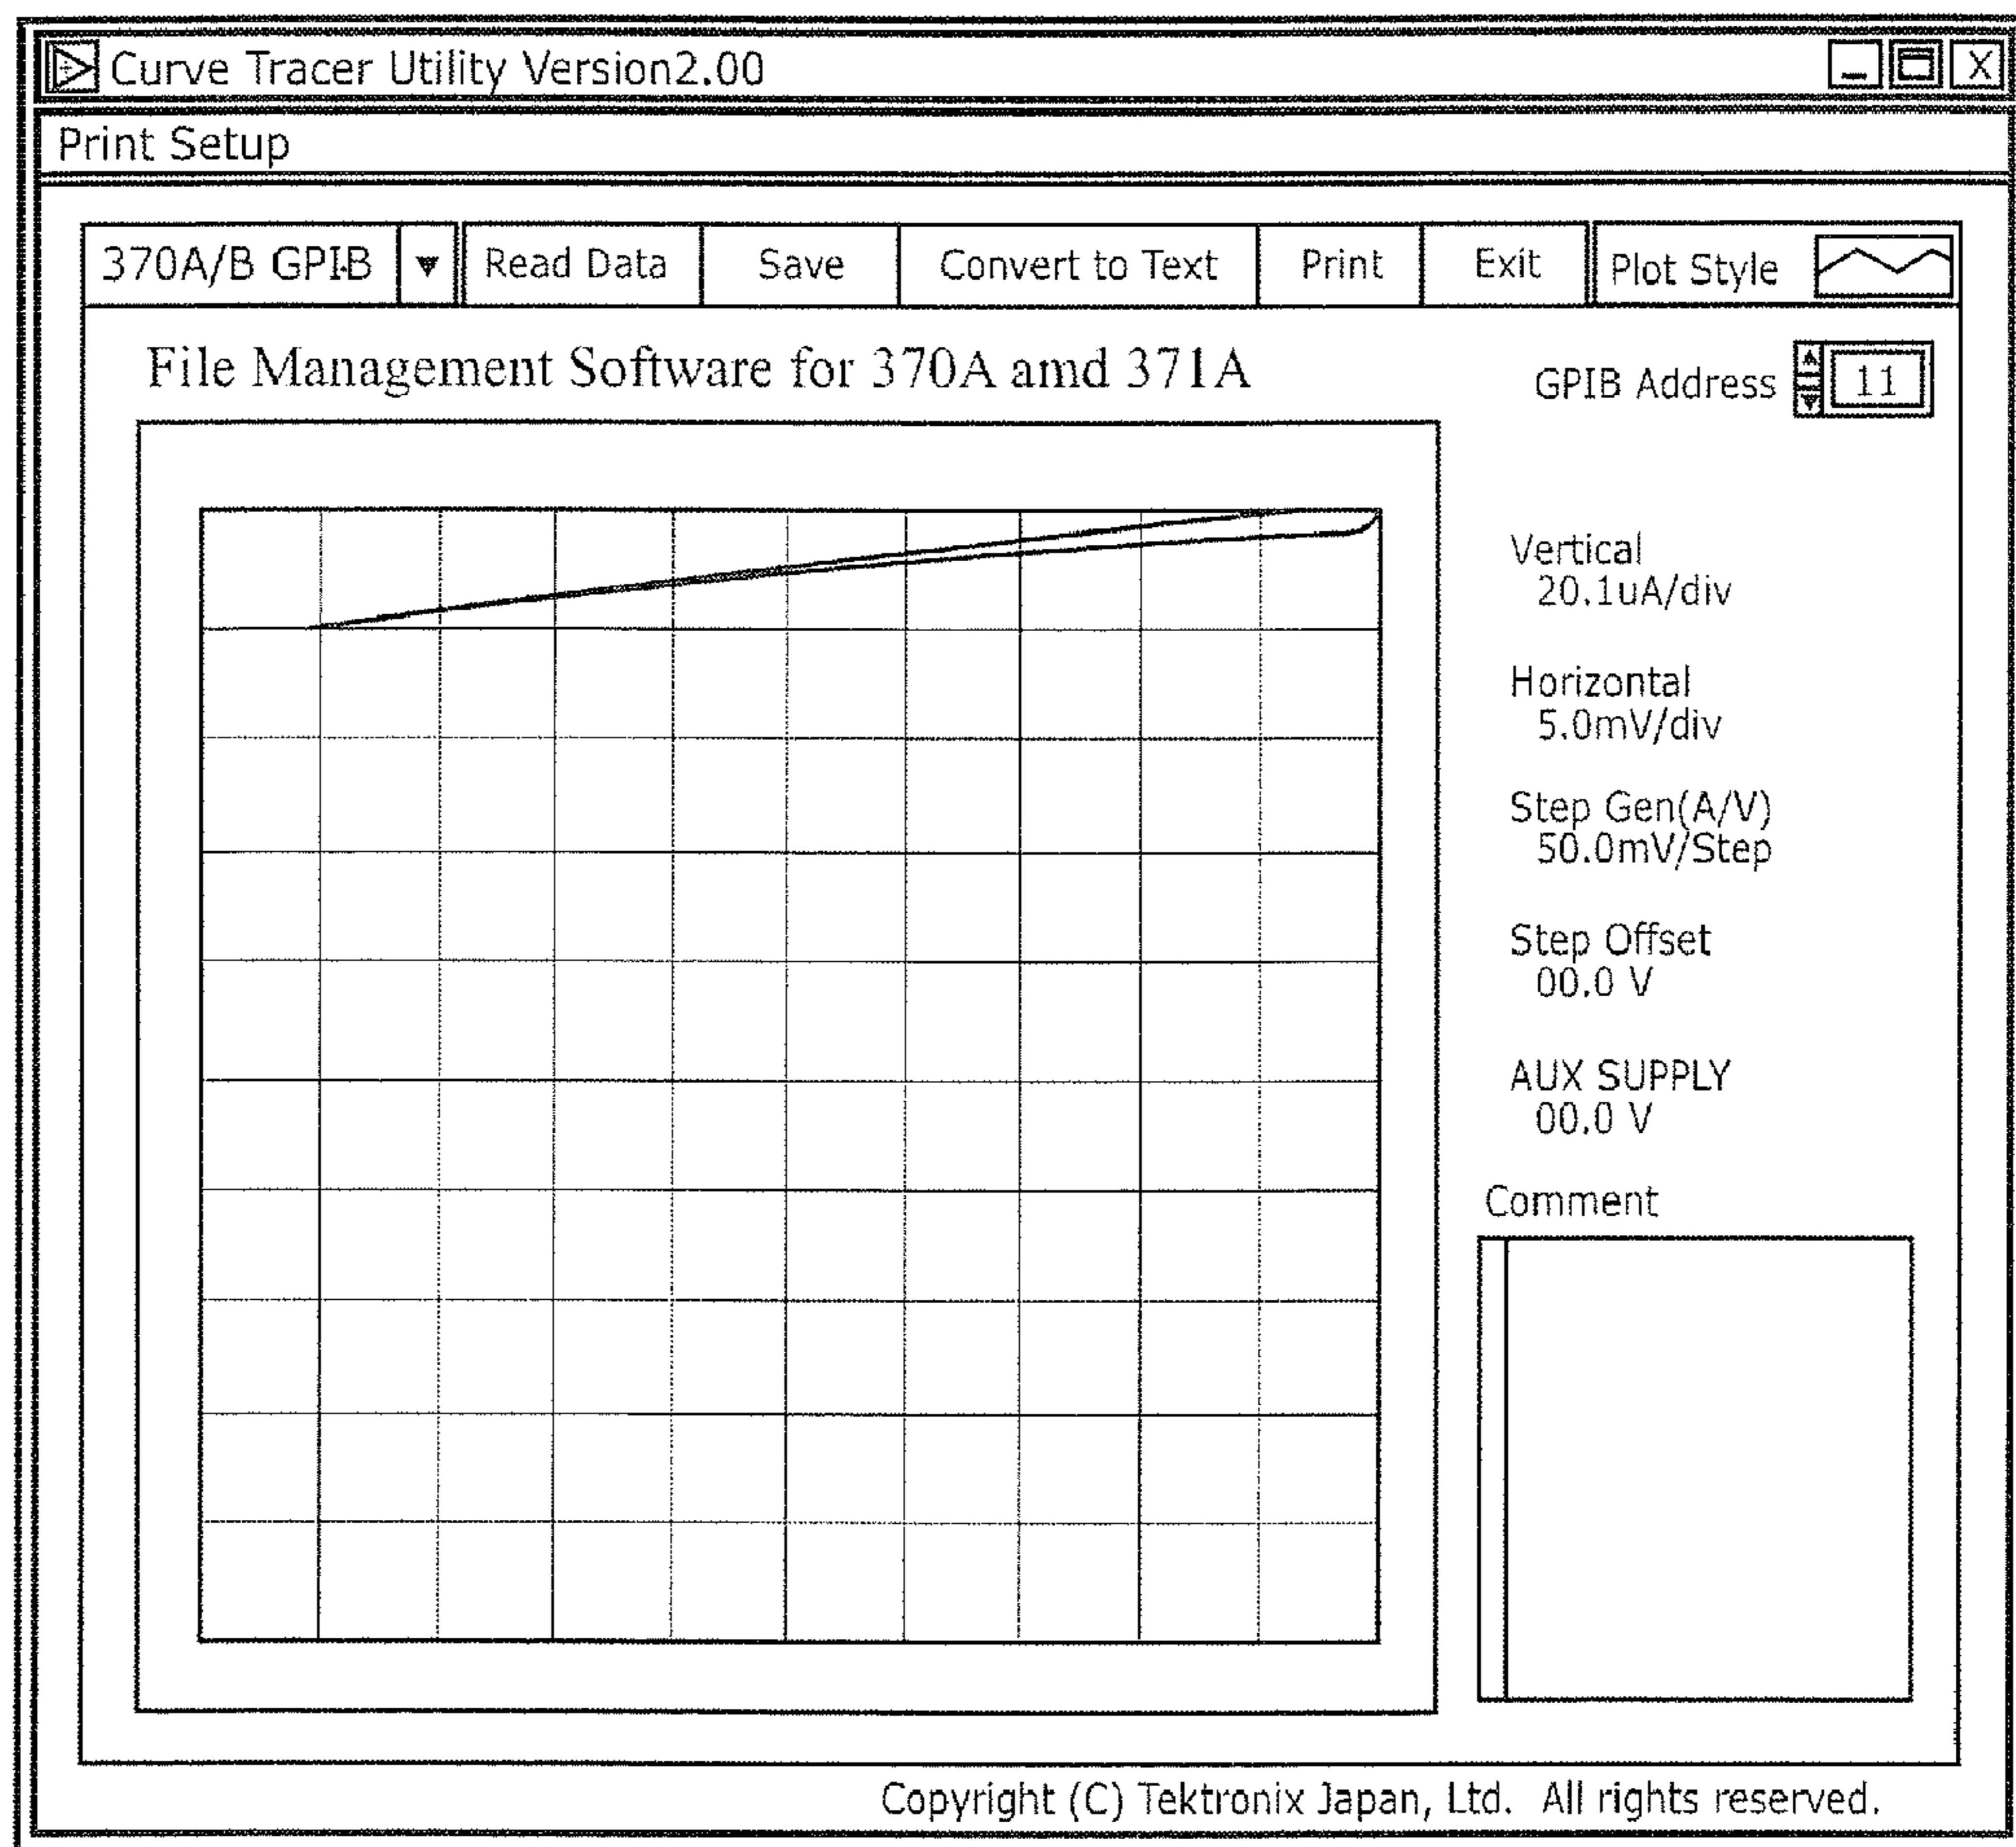 Curve Tracer Utility Version2.00
X
Print Setup
370A/B GPIB
Read Data
Save
Convert to Text
Print
Exit
Plot Style
File Management Software for 370A amd 371A
GPIB Address
11
Vertical
20.1uA/div
Horizontal
5.0mV/div
Step Gen(A/V)
50.0mV/Step
Step Offset
00.0 V
AUX SUPPLY
00.0 V
Comment
Copyright (C) Tektronix Japan, Ltd. All rights reserved.